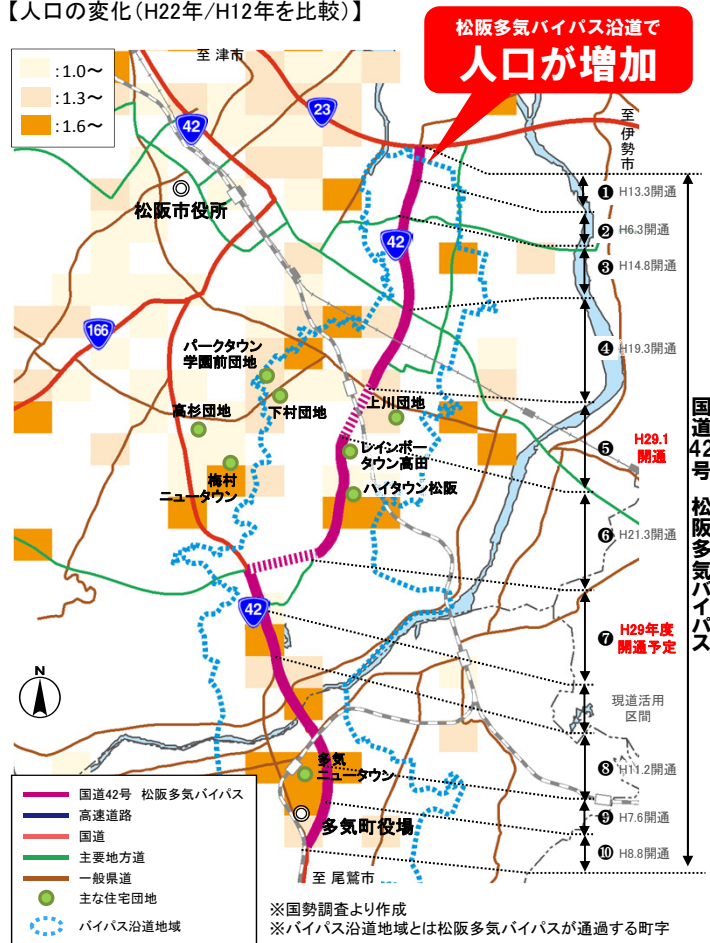 【人口の変化(H22年/H12年を比較)】
松阪多気バイパス沿道で
人口が増加
:1.0～
:1.3～
:1.6～
至 津市
23
42
至伊勢市
松阪市役所
42
166
❶ H13.3開通
❷ H6.3開通
❸ H14.8開通
❹ H19.3開通
❺ H29.1
開通
❻ H21.3開通
❼ H29年度
開通予定
現道活用
区間
❽ H11.2開通
❾ H7.6開通
❿ H8.8開通
国道42号 松阪多気バイパス
パークタウン
学園前団地
下村団地
上川団地
高杉団地
レインボー
タウン高田
梅村
ニュータウン
ハイタウン松阪
42
N
多気
ニュータウン
多気町役場
至 尾鷲市
国道42号 松阪多気バイパス
高速道路
国道
主要地方道
一般県道
主な住宅団地
バイパス沿道地域
※国勢調査より作成
※バイパス沿道地域とは松阪多気バイパスが通過する町字